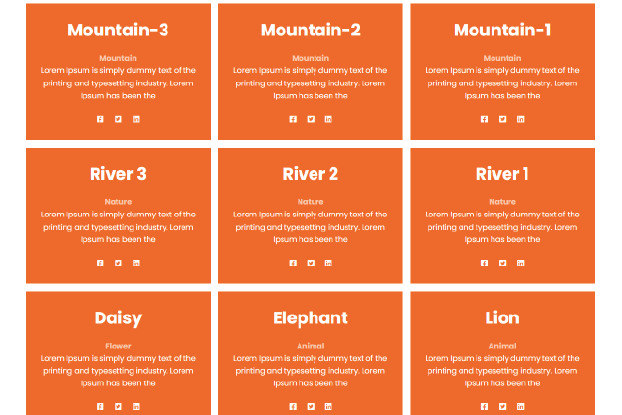 Mountain-3
Mountain
Lorem Ipsum is simply dummy text of the
printing and typesetting industry. Lorem
Ipsum has been the
Mountain-2
Mountain
Lorem Ipsum is simply dummy text of the
printing and typesetting industry. Lorem
Ipsum has been the
Mountain-1
Mountain
Lorem Ipsum is simply dummy text of the
printing and typesetting industry. Lorem
Ipsum has been the
River 3
Nature
Lorem Ipsum is simply dummy text of the
printing and typesetting industry. Lorem
Ipsum has been the
River 2
Nature
Lorem Ipsum is simply dummy text of the
printing and typesetting industry. Lorem
Ipsum has been the
River 1
Nature
Lorem Ipsum is simply dummy text of the
printing and typesetting industry. Lorem
Ipsum has been the
Daisy
Flower
Lorem Ipsum is simply dummy text of the
printing and typesetting industry. Lorem
Ipsum has been the
Elephant
Animal
Lorem Ipsum is simply dummy text of the
printing and typesetting industry. Lorem
Ipsum has been the
Lion
Animal
Lorem Ipsum is simply dummy text of the
printing and typesetting industry. Lorem
Ipsum has been the